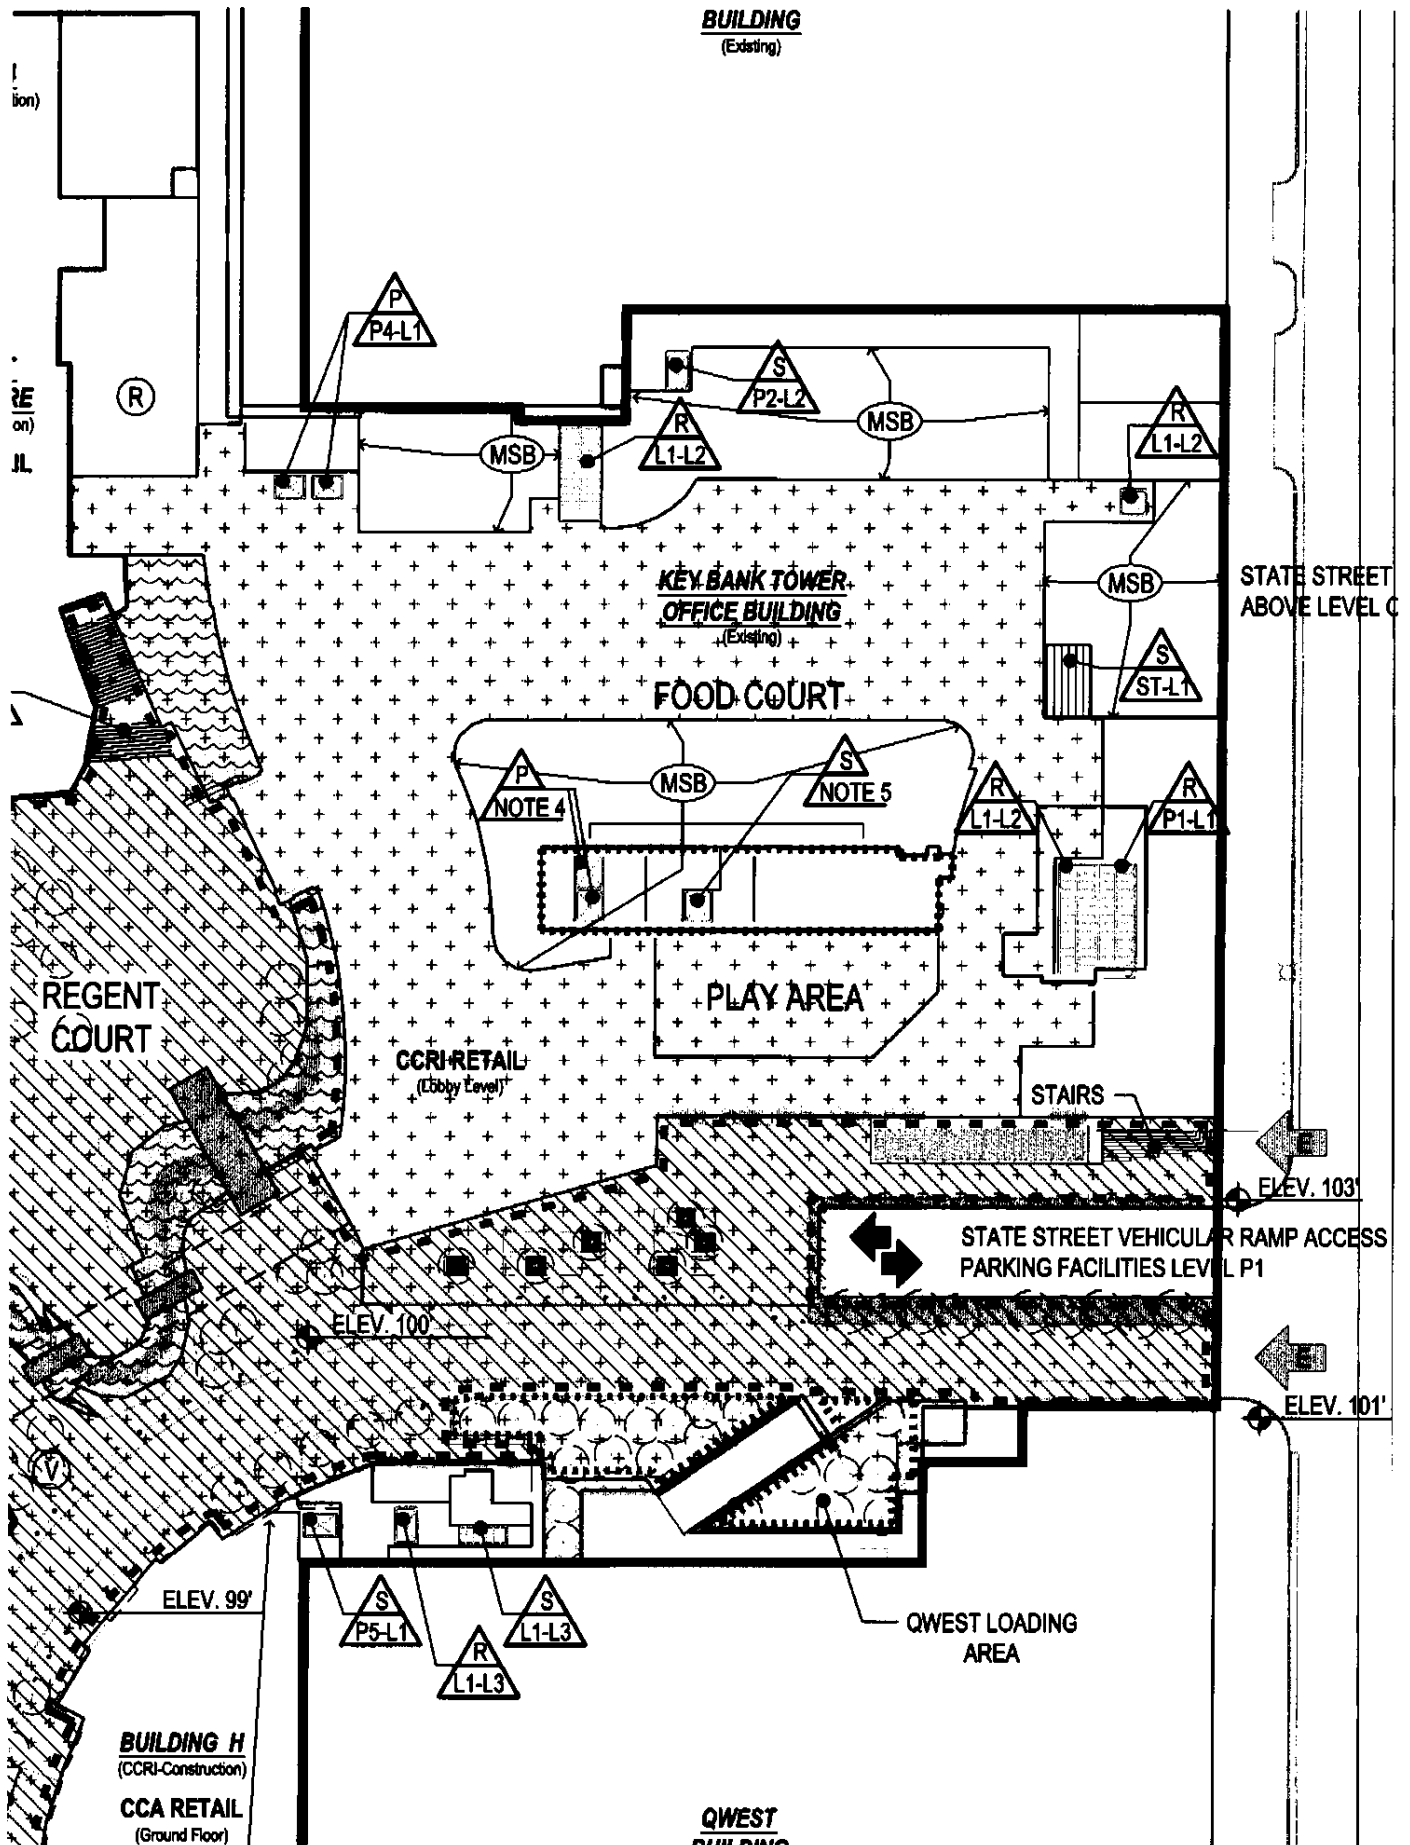 BUILDING
(Existing)
P
P4-L1
S
P2-L2
R
MSB
R
L1-L2
R
L1-L2
MSB
KEY BANK TOWER
OFFICE BUILDING
(Existing)
MSB
STATE STREET
S
ST-L1
FOOD COURT
P
NOTE 4
MSB
S
NOTE 5
R
L1-L2
R
P1-L1
REGENT
COURT
PLAY AREA
CCRI RETAIL
(Lobby Level)
STAIRS
E
ELEV. 103'
STATE STREET VEHICULAR RAMP ACCESS
PARKING FACILITIES LEVEL P1
ELEV. 100'
E
ELEV. 101'
V
ELEV. 99'
S
P5-L1
S
L1-L3
R
L1-L3
QWEST LOADING
AREA
BUILDING H
(CCRI-Construction)
CCA RETAIL
(Ground Floor)
QWEST
BUILDING